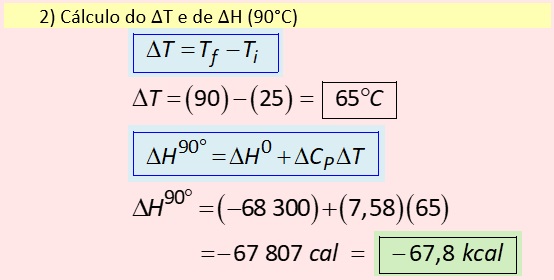 2) Cálculo do ΔT e de ΔH (90°C)
ΔT = T_f − T_i
ΔT = (90) − (25) = 65°C
ΔH^90° = ΔH^0 + ΔC_P ΔT
ΔH^90° = (−68 300) + (7,58)(65)
= −67 807 cal = −67,8 kcal